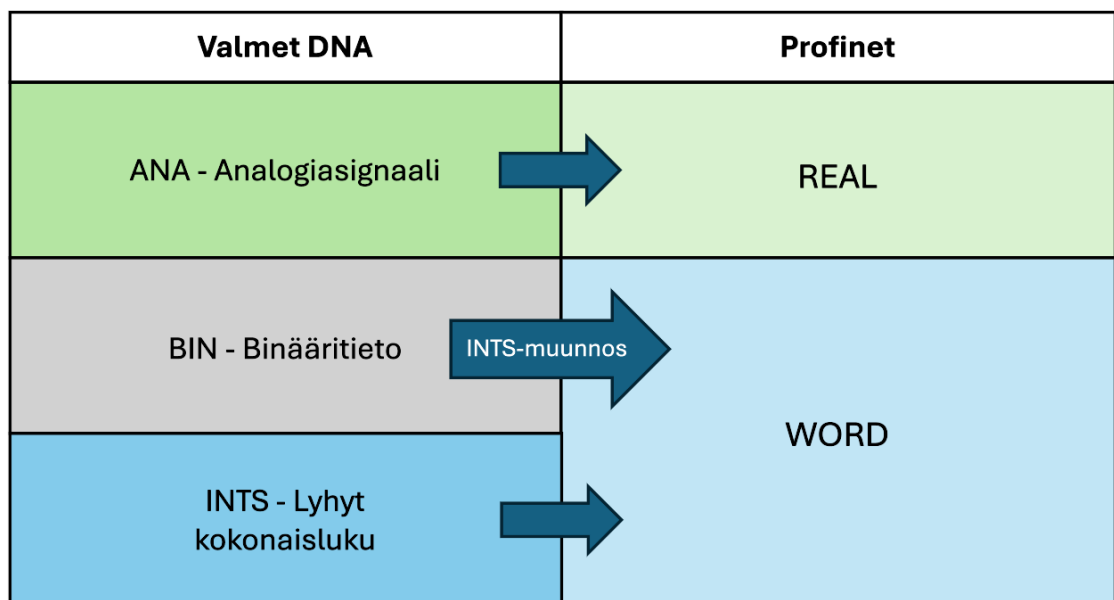 Valmet DNA
Profinet
ANA - Analogiasignaali
REAL
BIN - Binääritieto
INTS-muunnos
WORD
INTS - Lyhyt
kokonaisluku